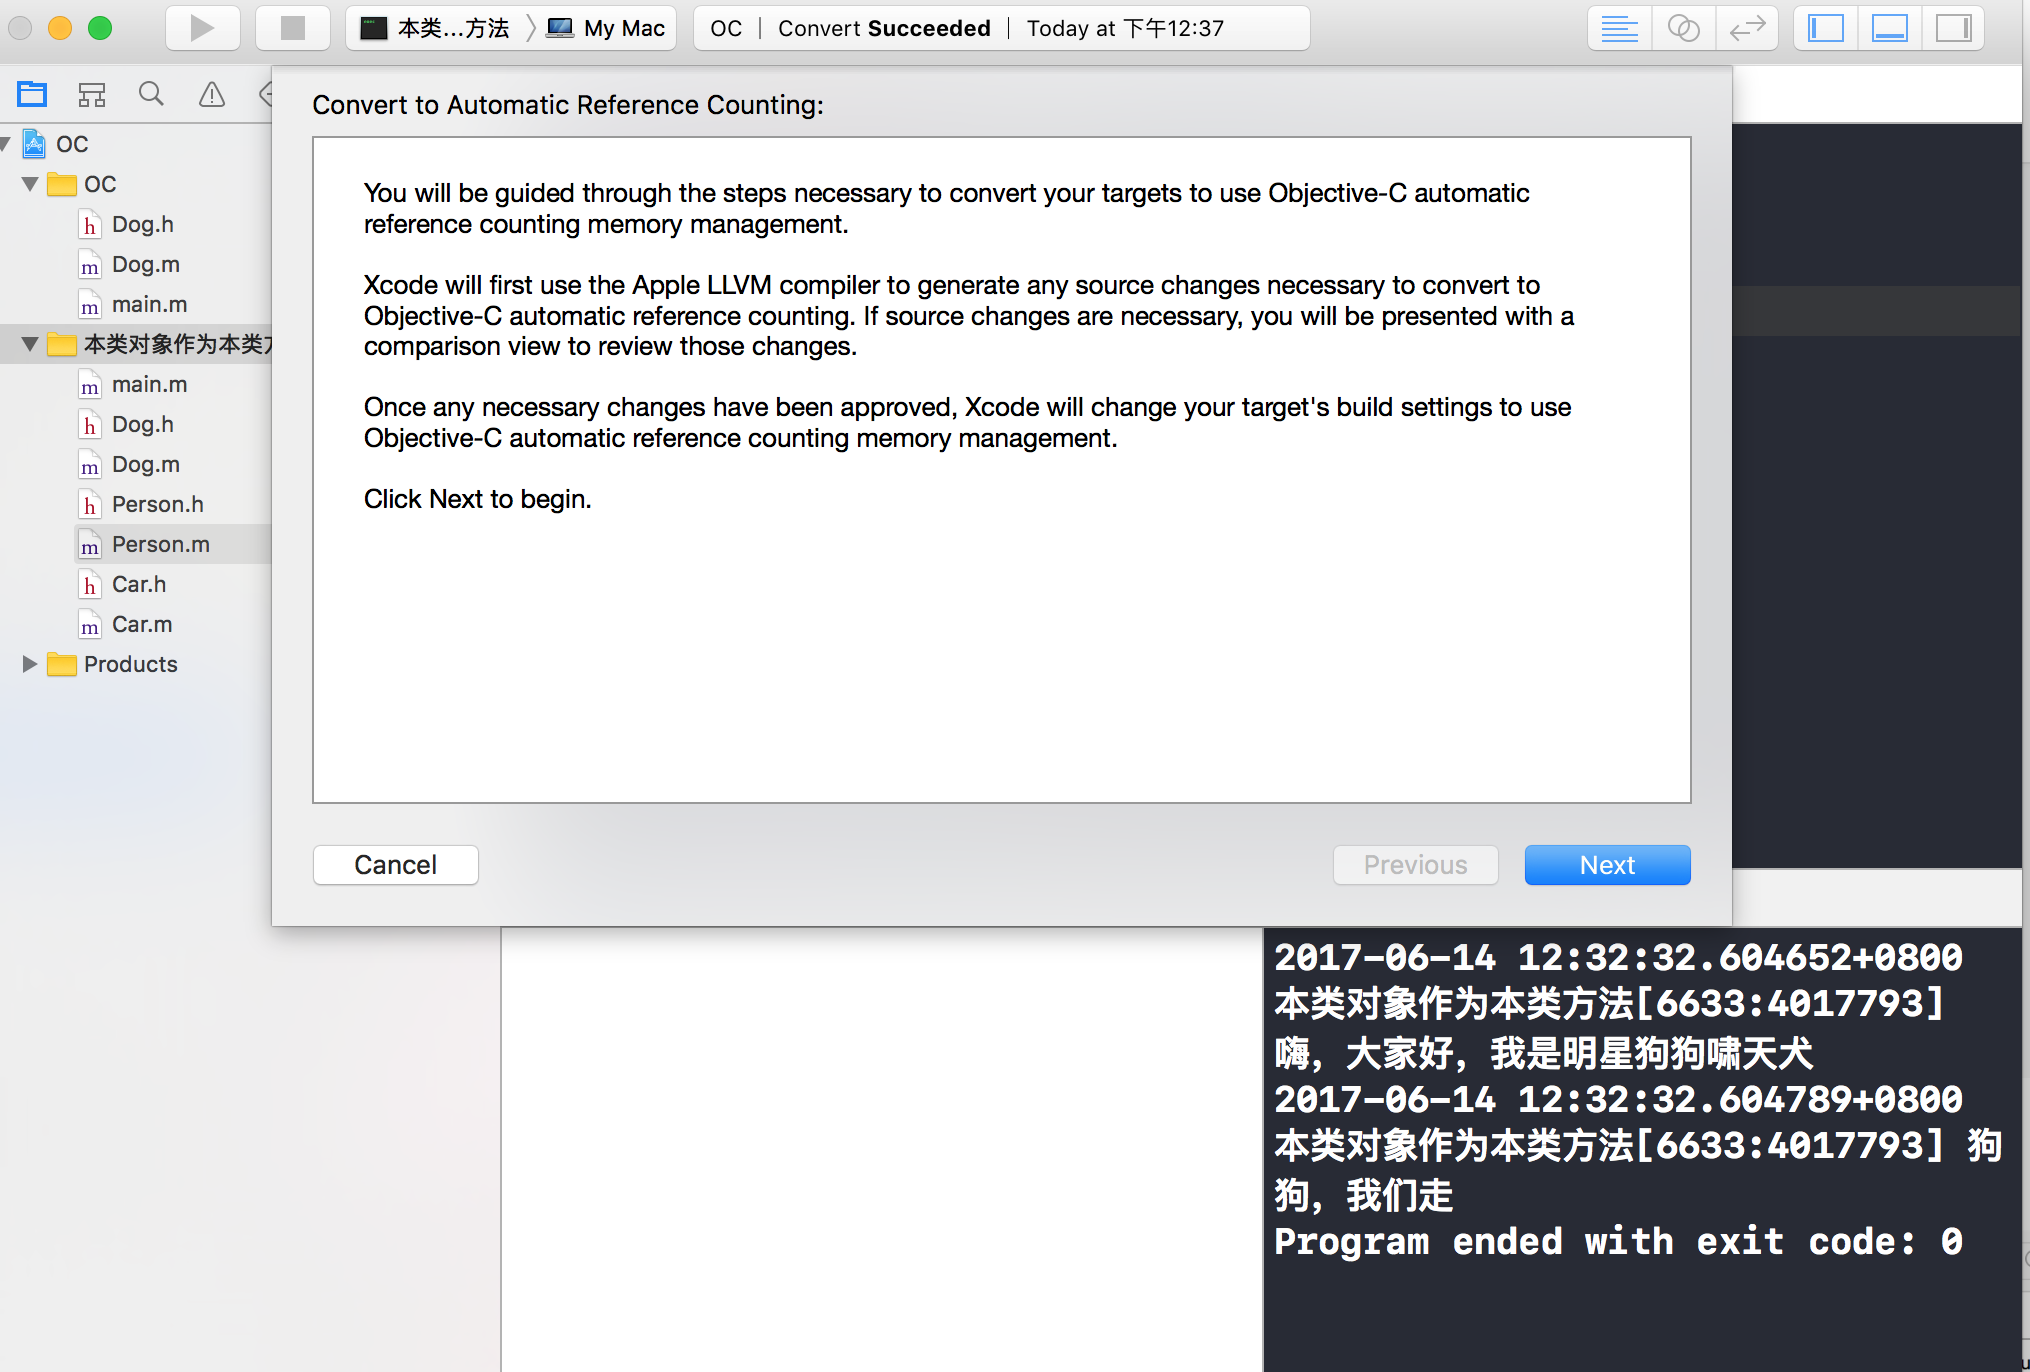 本类...方法 My Mac
OC | Convert Succeeded | Today at 下午12:37
Convert to Automatic Reference Counting:
You will be guided through the steps necessary to convert your targets to use Objective-C automatic
reference counting memory management.
Xcode will first use the Apple LLVM compiler to generate any source changes necessary to convert to
Objective-C automatic reference counting. If source changes are necessary, you will be presented with a
comparison view to review those changes.
Once any necessary changes have been approved, Xcode will change your target's build settings to use
Objective-C automatic reference counting memory management.
Click Next to begin.
Cancel
Previous
Next
OC
OC
h Dog.h
m Dog.m
m main.m
本类对象作为本类方
m main.m
h Dog.h
m Dog.m
h Person.h
m Person.m
h Car.h
m Car.m
Products
2017-06-14 12:32:32.604652+0800
本类对象作为本类方法[6633:4017793]
嗨，大家好，我是明星狗狗啸天犬
2017-06-14 12:32:32.604789+0800
本类对象作为本类方法[6633:4017793] 狗
狗，我们走
Program ended with exit code: 0